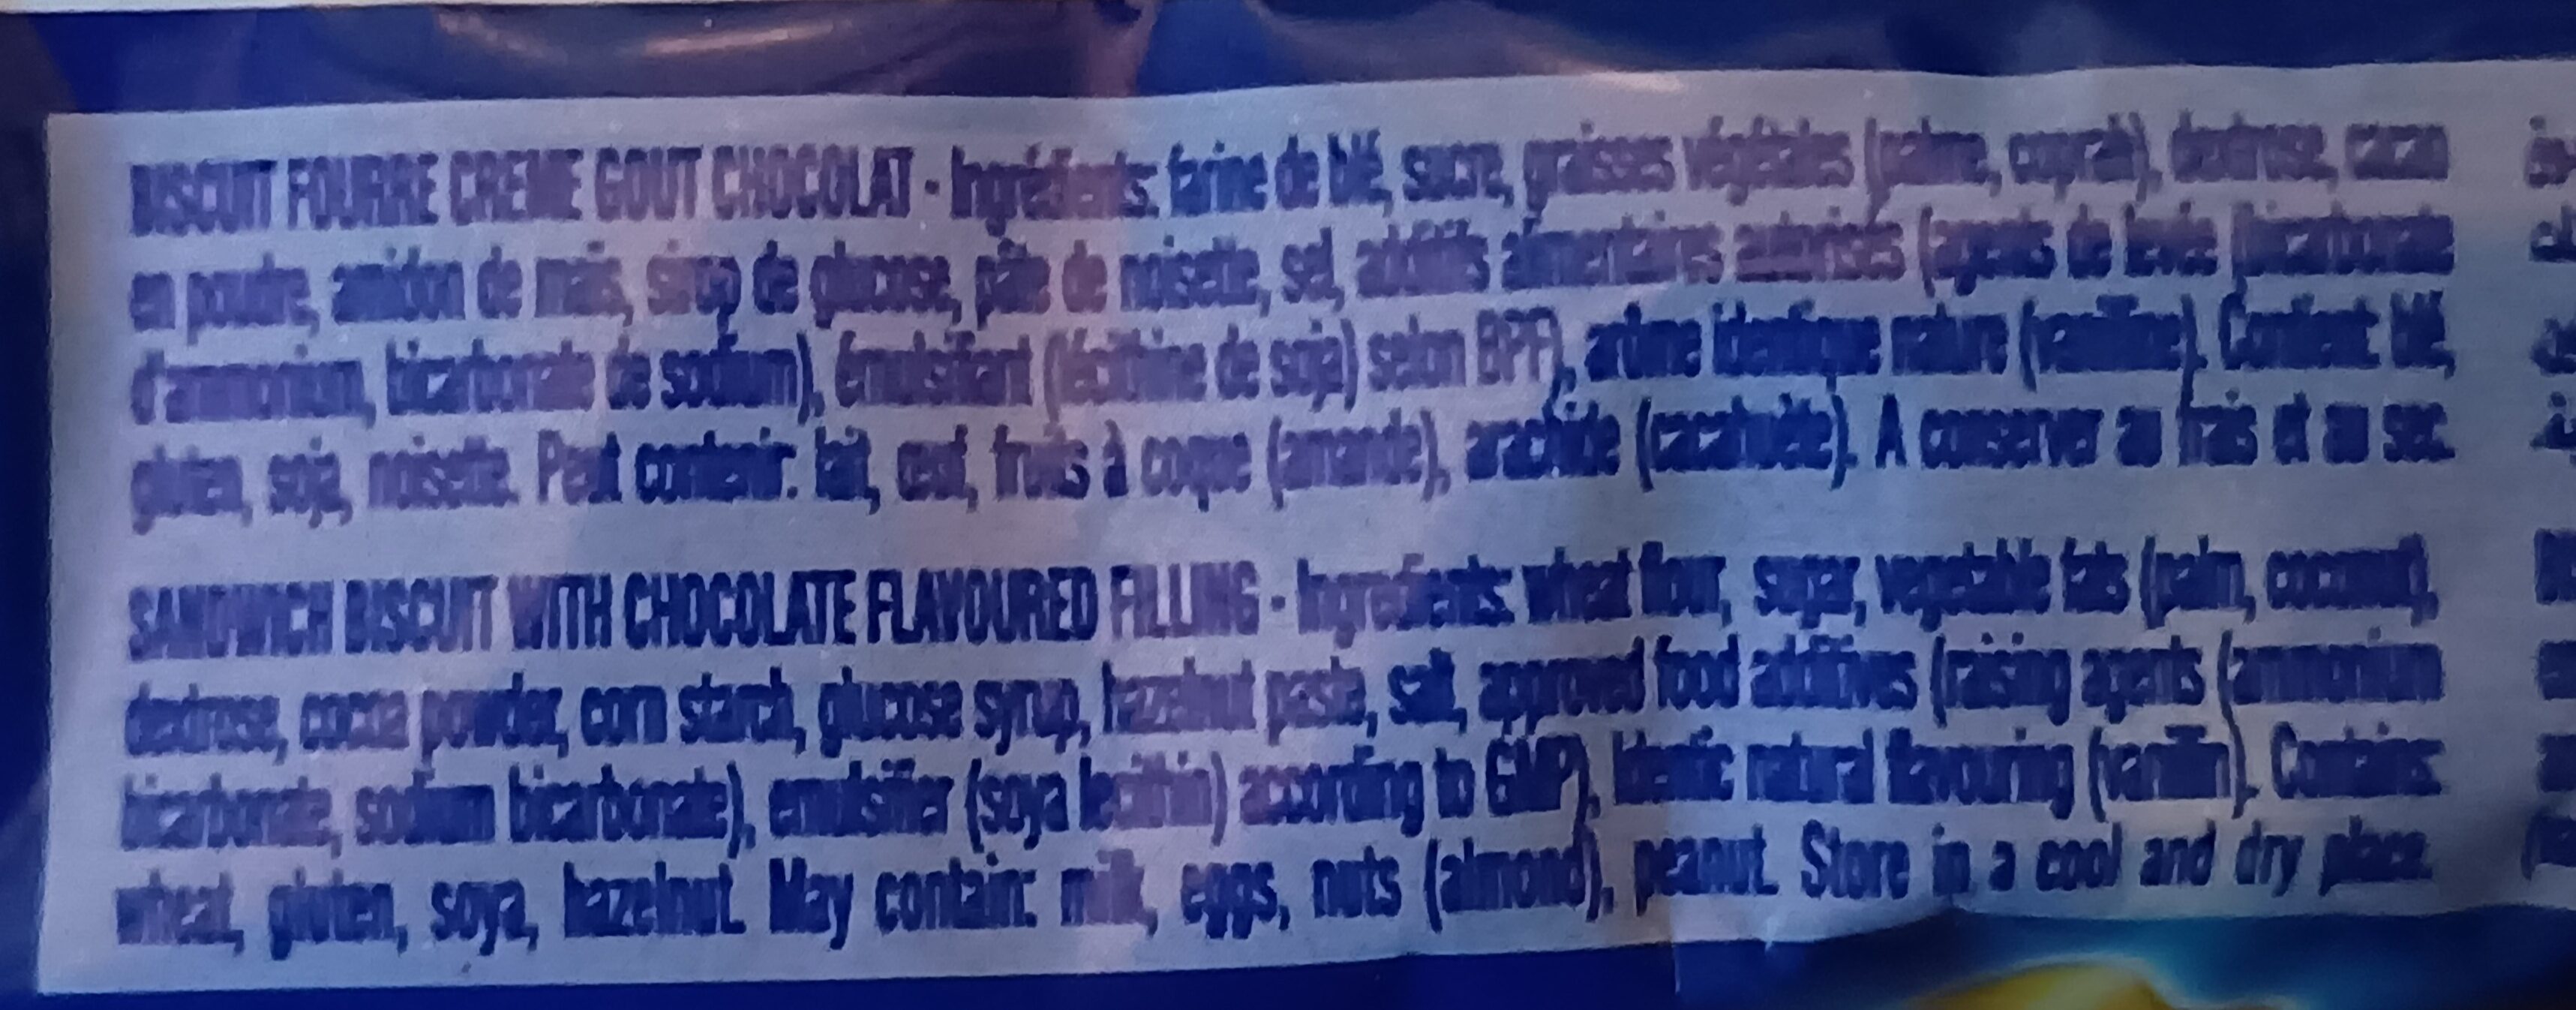 BISCUIT FOURRE CREME GOUT CHOCOLAT - Ingrédients: farine de blé, sucre, graisses végétales (palme, coprah), dextrose, cacao
en poudre, amidon de maïs, sirop de glucose, pâte de noisette, sel, additifs alimentaires autorisés (agents de levée (bicarbonate
d'ammonium, bicarbonate de sodium), émulsifiant (lécithine de soja) selon BPF), arôme identique nature (vanilline). Contient: blé,
gluten, soja, noisette. Peut contenir: lait, œuf, fruits à coque (amande), arachide (cacahuète). A conserver au frais et au sec.
SANDWICH BISCUIT WITH CHOCOLATE FLAVOURED FILLING - Ingredients: wheat flour, sugar, vegetable fats (palm, coconut),
dextrose, cocoa powder, corn starch, glucose syrup, hazelnut paste, salt, approved food additives (raising agents (ammonium
bicarbonate, sodium bicarbonate), emulsifier (soya lecithin) according to GMP), Identic natural flavouring (vanillin). Contains:
wheat, gluten, soya, hazelnut. May contain: milk, eggs, nuts (almond), peanut. Store in a cool and dry place.